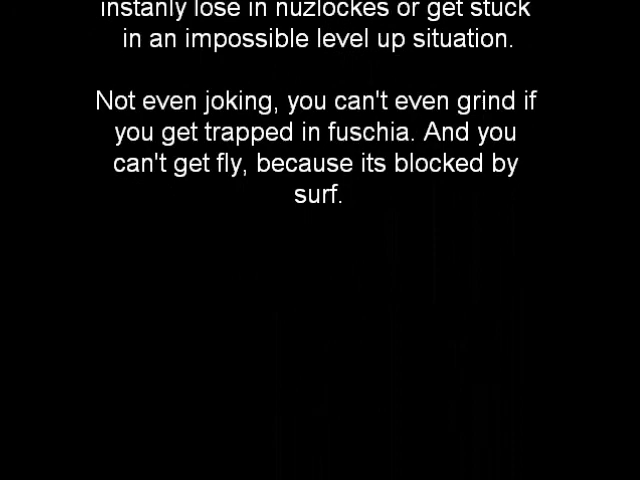 instanly lose in nuzlockes or get stuck
in an impossible level up situation.
Not even joking, you can't even grind if
you get trapped in fuschia. And you
can't get fly, because its blocked by
surf.